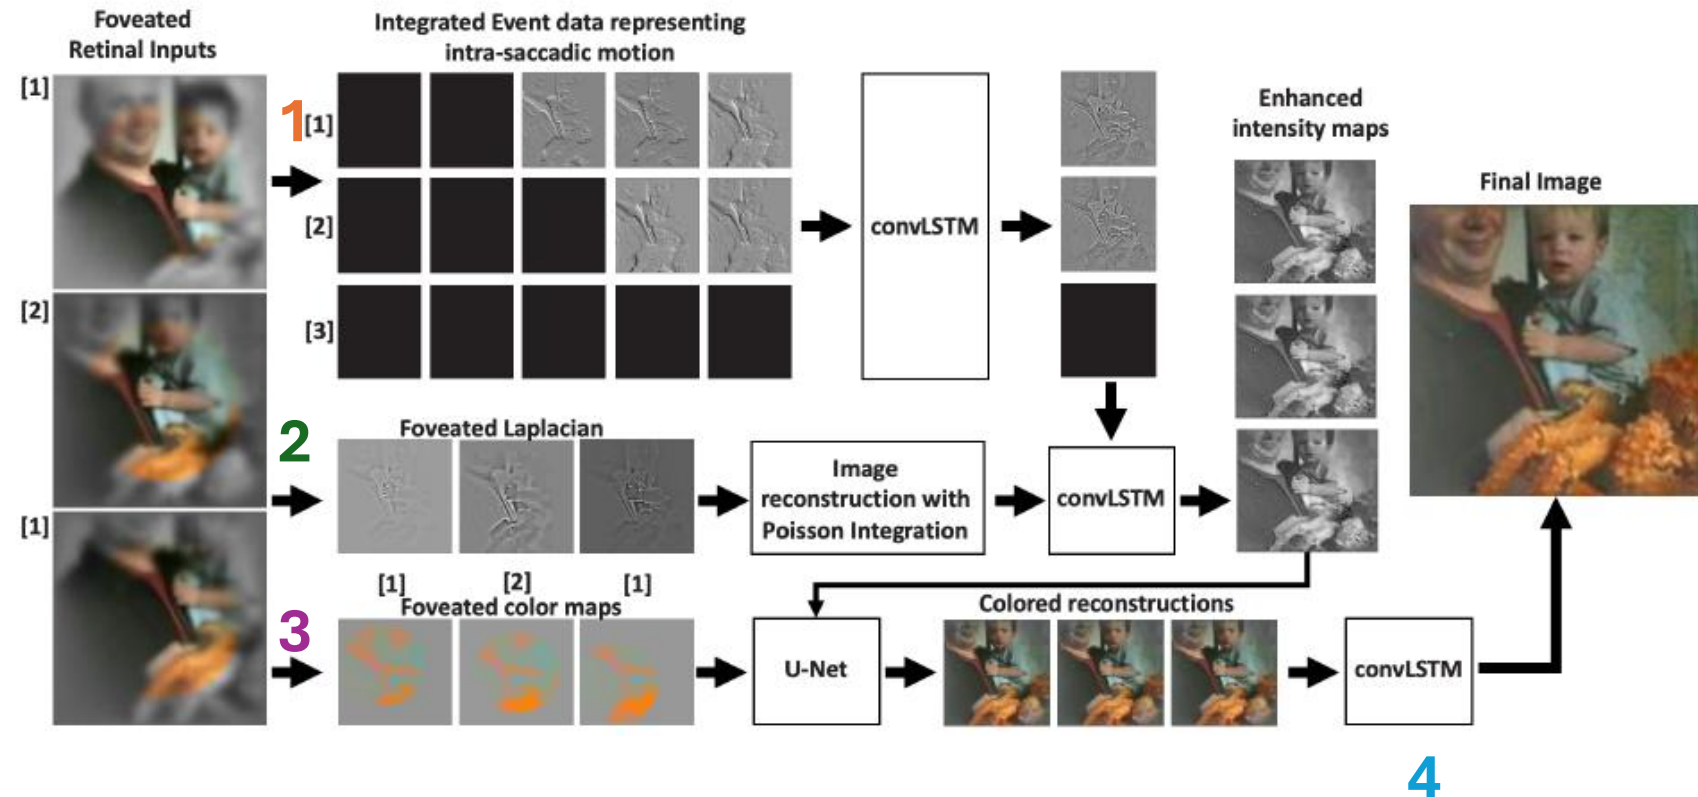 Foveated
Retinal Inputs
[1]
[2]
[1]
Integrated Event data representing
intra-saccadic motion
1
[1]
[2]
[3]
convLSTM
2
Foveated Laplacian
Image
reconstruction with
Poisson Integration
convLSTM
Enhanced
intensity maps
[1]
[2]
[1]
3
Foveated color maps
U-Net
Colored reconstructions
convLSTM
Final Image
4